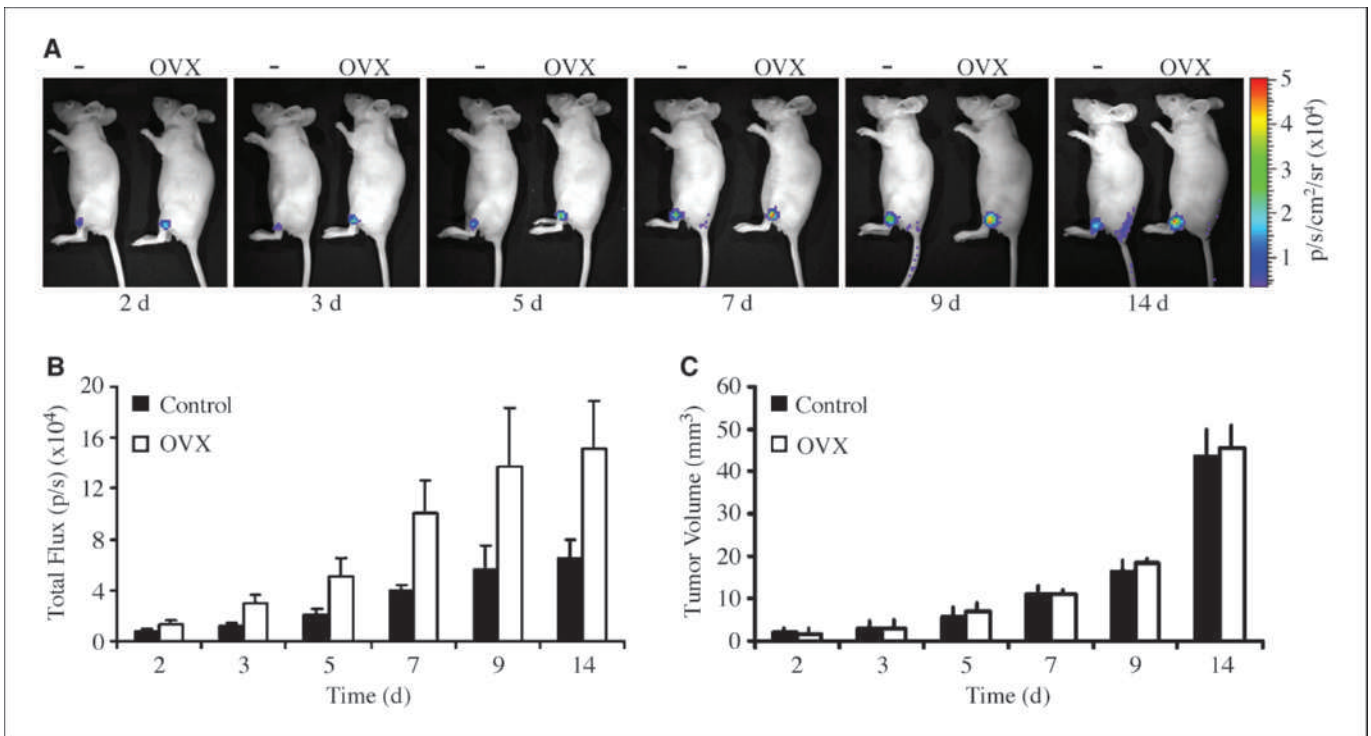 A
- OVX - OVX - OVX - OVX - OVX - OVX
5
4
3
2
1
p/s/cm²/sr (x10⁴)
2 d 3 d 5 d 7 d 9 d 14 d
B
20
16
12
8
4
0
Total Flux (p/s) (x10⁴)
Control
OVX
2 3 5 7 9 14
Time (d)
C
60
50
40
30
20
10
0
Tumor Volume (mm³)
Control
OVX
2 3 5 7 9 14
Time (d)